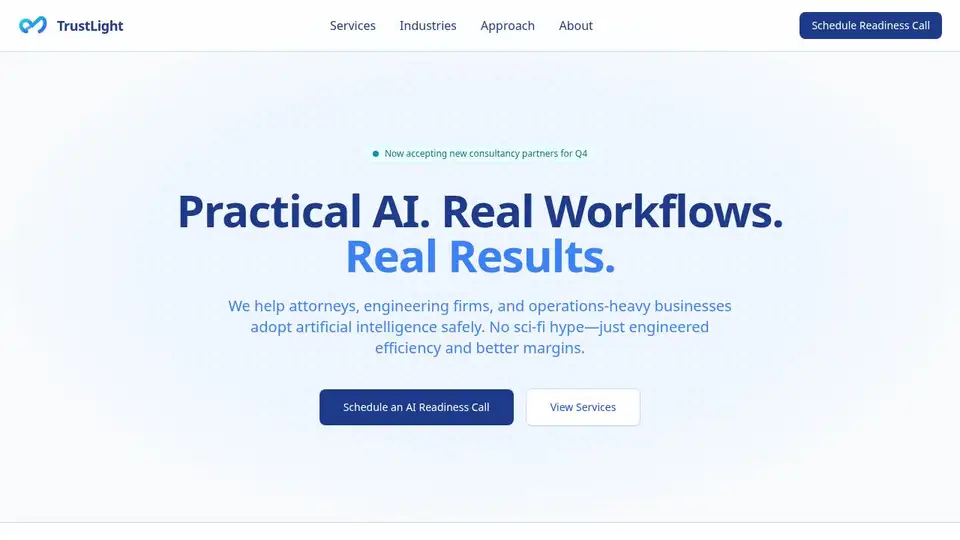 TrustLight
Services
Industries
Approach
About
Schedule Readiness Call
Now accepting new consultancy partners for Q4
Practical AI. Real Workflows.
Real Results.
We help attorneys, engineering firms, and operations-heavy businesses
adopt artificial intelligence safely. No sci-fi hype—just engineered
efficiency and better margins.
Schedule an AI Readiness Call
View Services